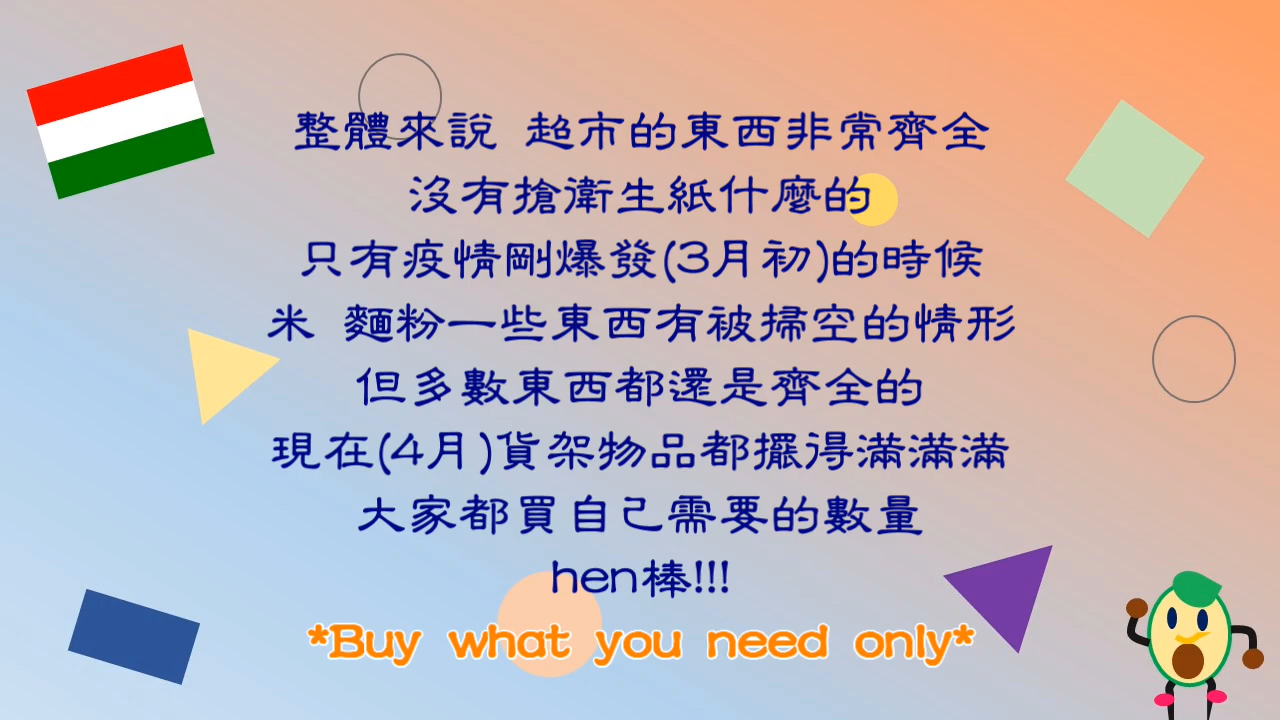 整體來說 超市的東西非常齊全
沒有搶衛生紙什麼的
只有疫情剛爆發(3月初)的時候
米 麵粉一些東西有被掃空的情形
但多數東西都還是齊全的
現在(4月)貨架物品都擺得滿滿滿
大家都買自己需要的數量
hen棒!!!
*Buy what you need only*